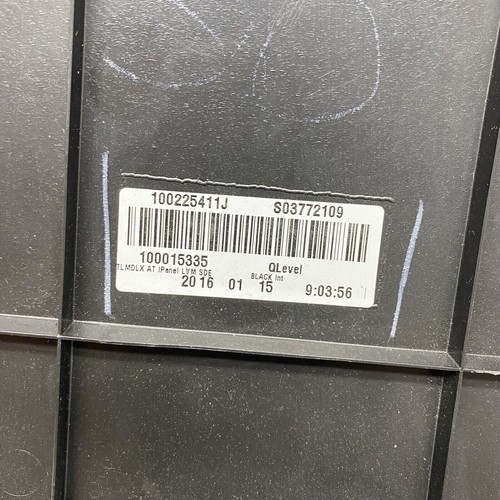 100225411J S03772109
100015335 QLevel
TLMDLX AT IPanel LVM SDE BLACK Int
2016 01 15 9:03:56